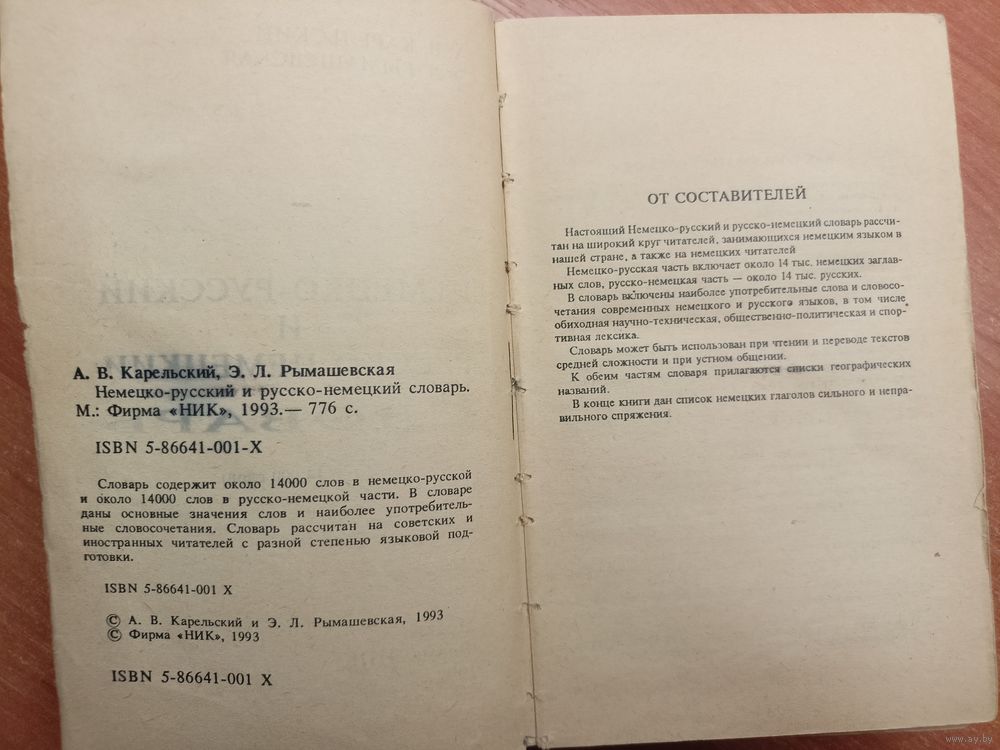 А. В. Карельский, Э. Л. Рымашевская
Немецко-русский и русско-немецкий словарь.
М.: Фирма «НИК», 1993.— 776 с.
ISBN 5-86641-001-X
Словарь содержит около 14000 слов в немецко-русской
и около 14000 слов в русско-немецкой части. В словаре
даны основные значения слов и наиболее употребитель-
ные словосочетания. Словарь рассчитан на советских и
иностранных читателей с разной степенью языковой под-
готовки.
ISBN 5-86641-001 X
© А. В. Карельский и Э. Л. Рымашевская, 1993
© Фирма «НИК», 1993
ISBN 5-86641-001 X
ОТ СОСТАВИТЕЛЕЙ
Настоящий Немецко-русский и русско-немецкий словарь рассчи-
тан на широкий круг читателей, занимающихся немецким языком в
нашей стране, а также на немецких читателей
Немецко-русская часть включает около 14 тыс. немецких заглав-
ных слов, русско-немецкая часть — около 14 тыс. русских.
В словарь включены наиболее употребительные слова и словосо-
четания современных немецкого и русского языков, в том числе
обиходная научно-техническая, общественно-политическая и спор-
тивная лексика.
Словарь может быть использован при чтении и переводе текстов
средней сложности и при устном общении.
К обеим частям словаря прилагаются списки географических
названий.
В конце книги дан список немецких глаголов сильного и непра-
вильного спряжения.
www.ay.by